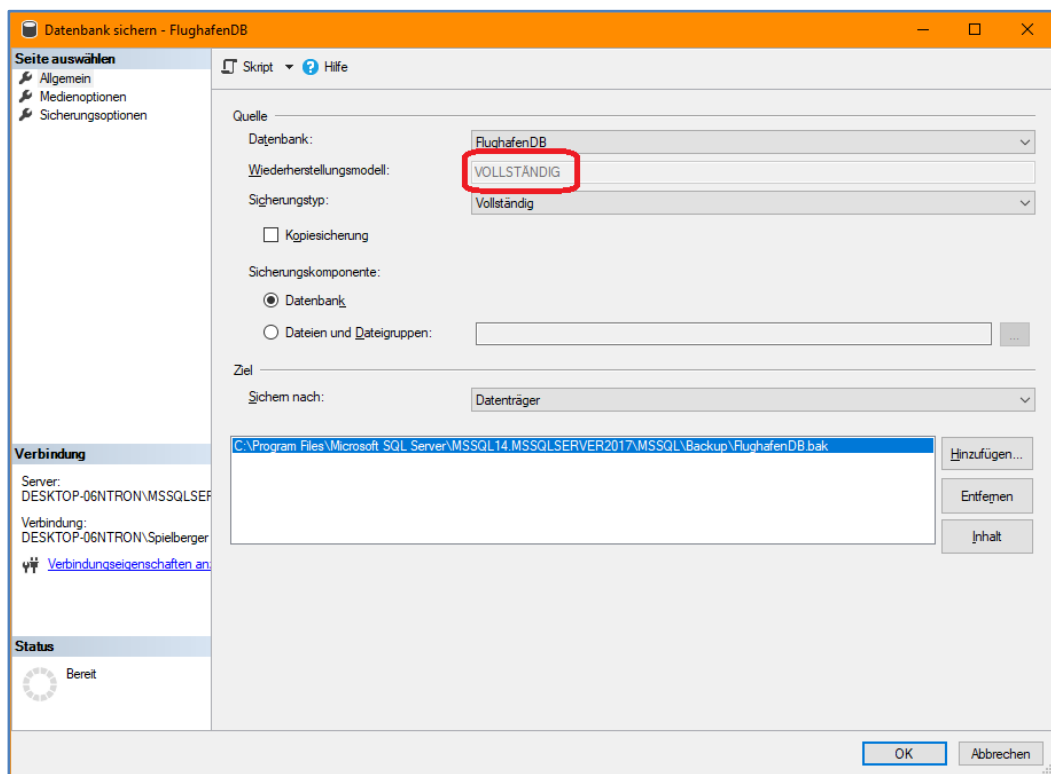 Datenbank sichern - FlughafenDB
Seite auswählen
Allgemein
Medienoptionen
Sicherungsoptionen
Skript
Hilfe
Quelle
Datenbank:
FlughafenDB
Wiederherstellungsmodell:
VOLLSTÄNDIG
Sicherungstyp:
Vollständig
Kopiesicherung
Sicherungskomponente:
Datenbank
Dateien und Dateigruppen:
...
Ziel
Sichern nach:
Datenträger
C:\Program Files\Microsoft SQL Server\MSSQL14.MSSQLSERVER2017\MSSQL\Backup\FlughafenDB.bak
Hinzufügen...
Entfernen
Inhalt
Verbindung
Server:
DESKTOP-06NTRON\MSSQLSER
Verbindung:
DESKTOP-06NTRON\Spielberger
Verbindungseigenschaften an
Status
Bereit
OK
Abbrechen